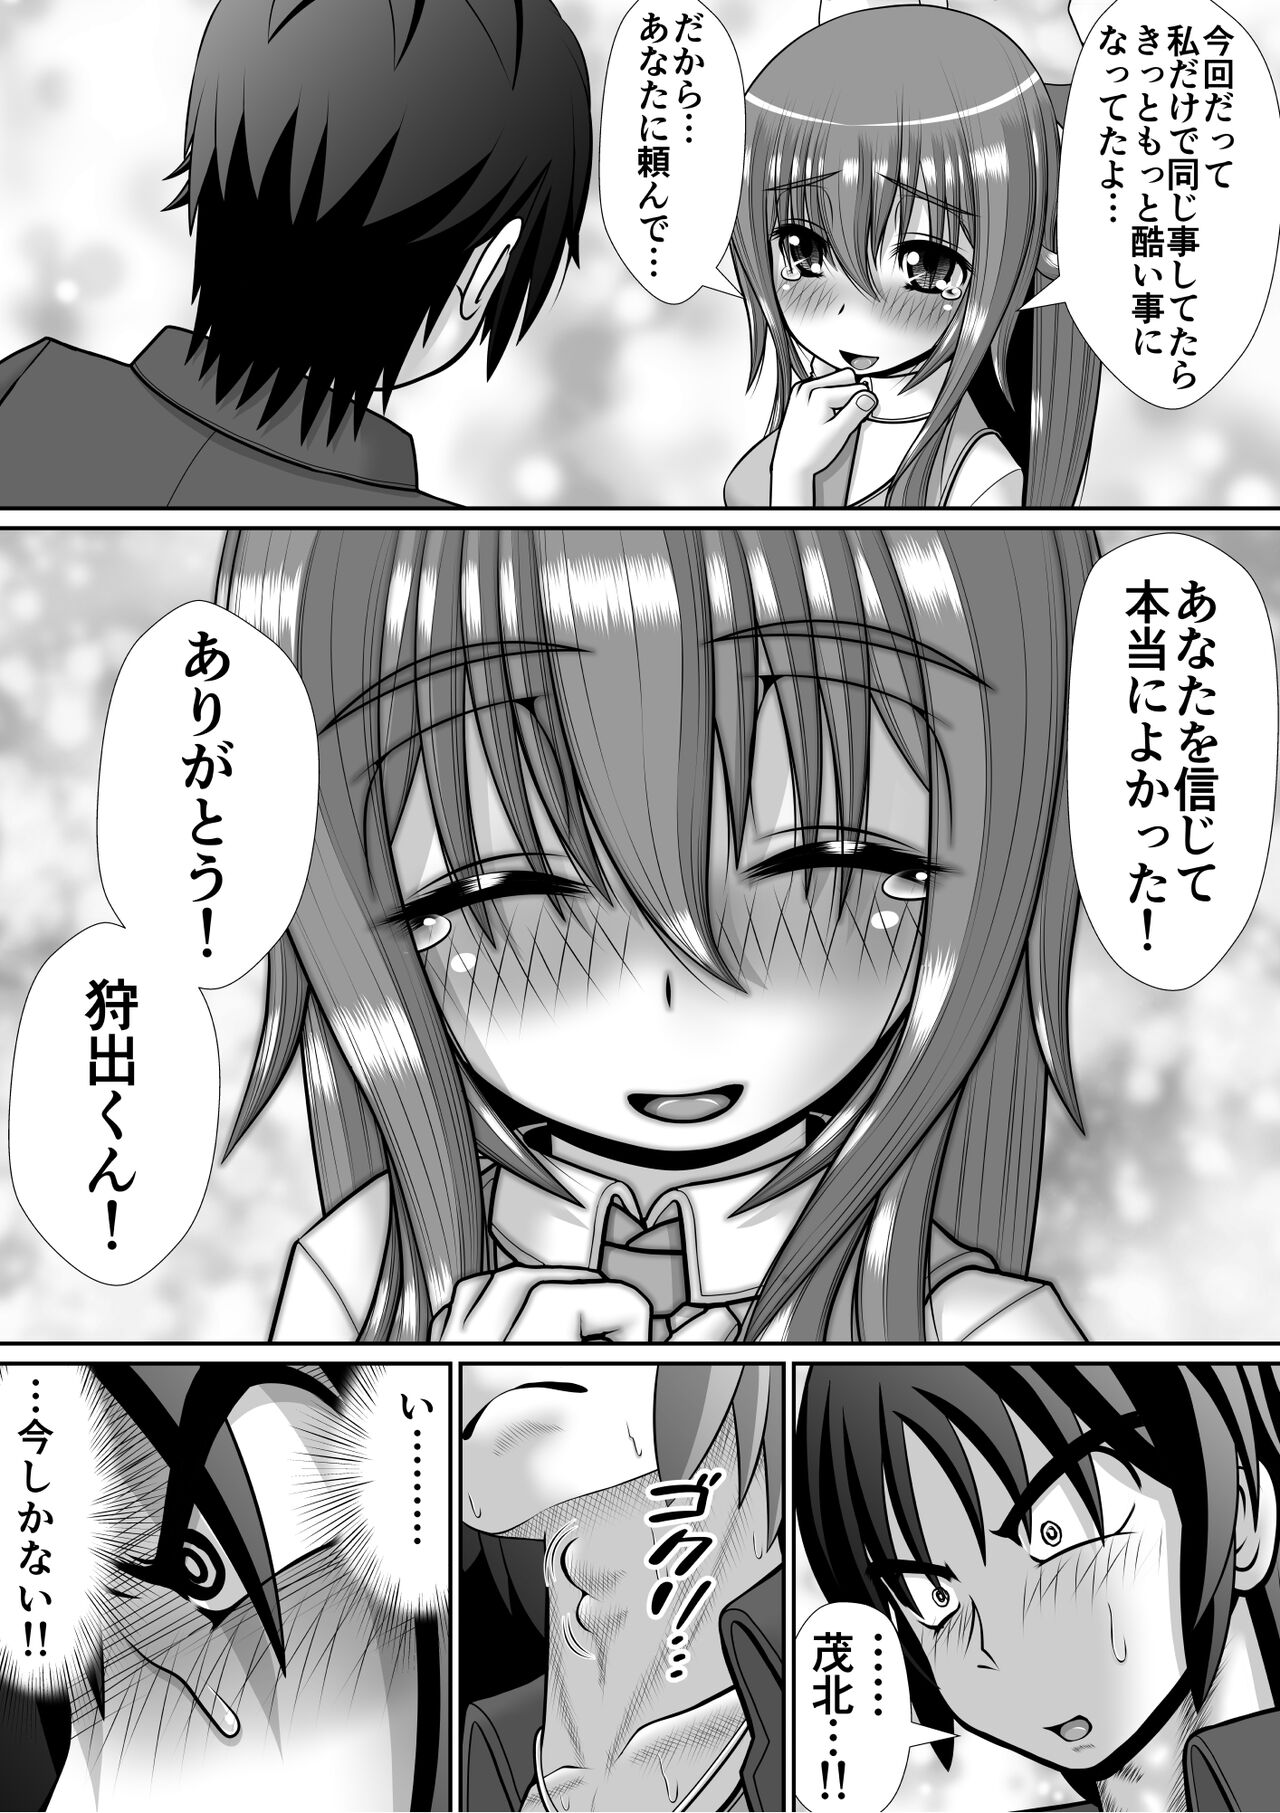 今回だって
私だけで同じ事してたら
きっともっと酷い事に
なってたよ…
だから…
あなたに頼んで…
あなたを信じて
本当によかった！
ありがとう！
狩出くん！
……
茂北…!!
ゴクリ…
い………
…今しかない!!